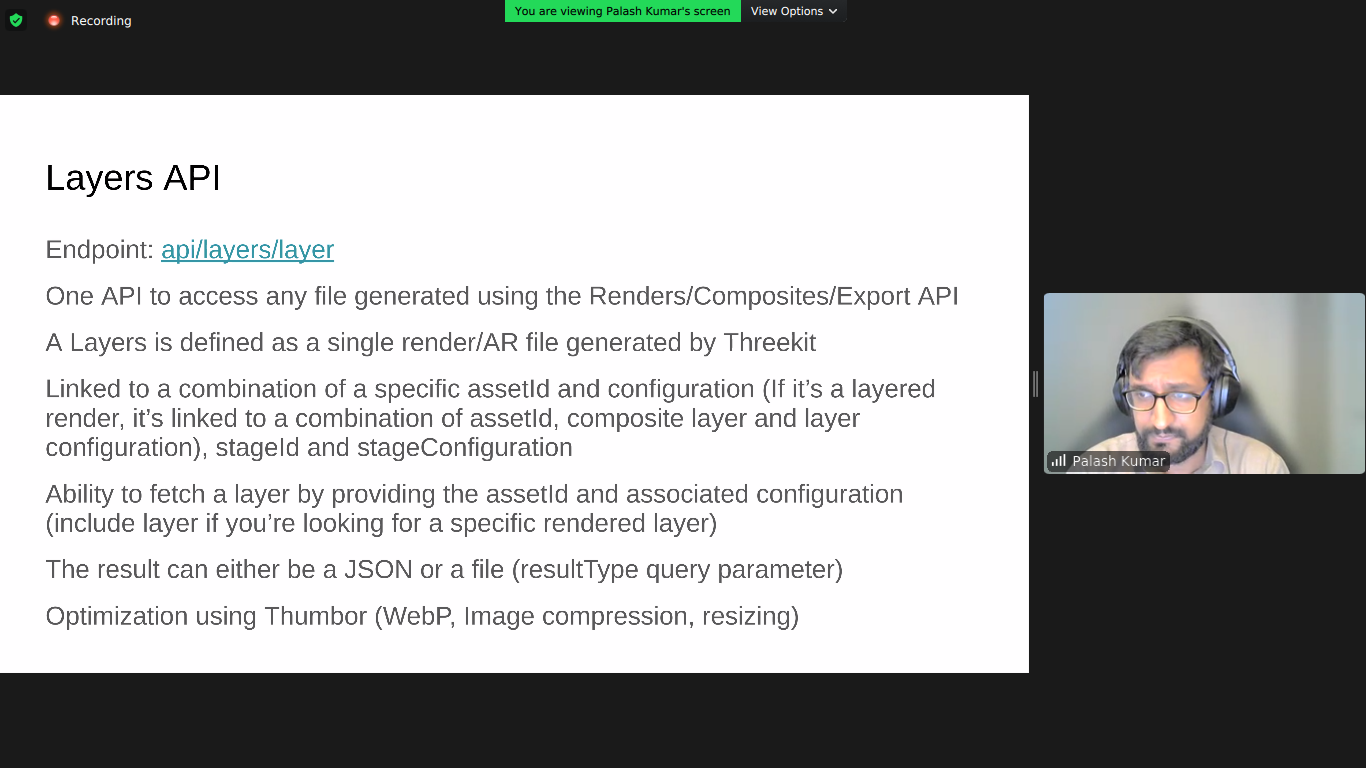 Recording
You are viewing Palash Kumar's screen
View Options
Layers API
Endpoint: api/layers/layer
One API to access any file generated using the Renders/Composites/Export API
A Layers is defined as a single render/AR file generated by Threekit
Linked to a combination of a specific assetId and configuration (If it’s a layered
render, it’s linked to a combination of assetId, composite layer and layer
configuration), stageId and stageConfiguration
Ability to fetch a layer by providing the assetId and associated configuration
(include layer if you’re looking for a specific rendered layer)
The result can either be a JSON or a file (resultType query parameter)
Optimization using Thumbor (WebP, Image compression, resizing)
Palash Kumar